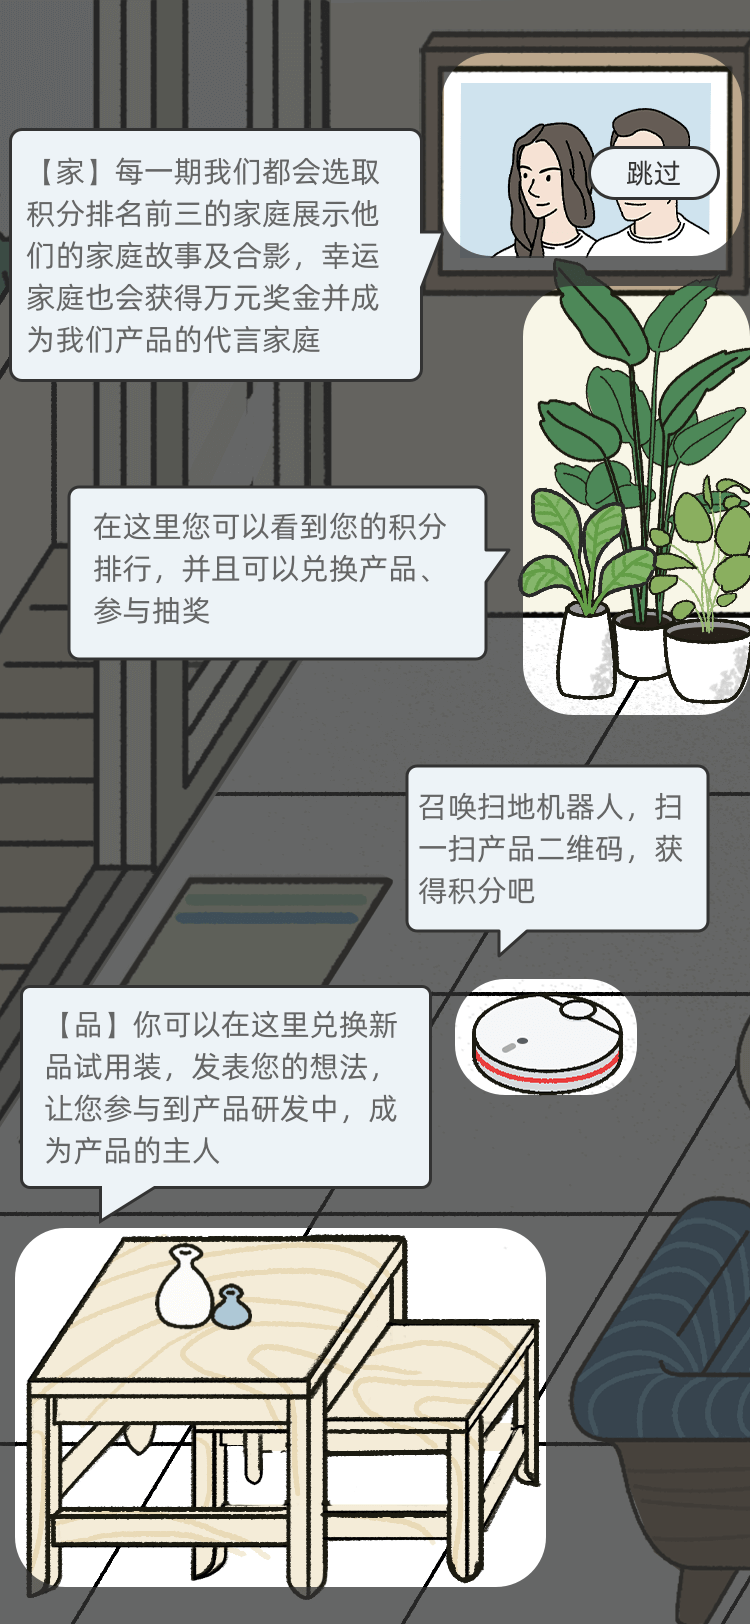 跳过
【家】每一期我们都会选取
积分排名前三的家庭展示他
们的家庭故事及合影，幸运
家庭也会获得万元奖金并成
为我们产品的代言家庭
在这里您可以看到您的积分
排行，并且可以兑换产品、
参与抽奖
召唤扫地机器人，扫
一扫产品二维码，获
得积分吧
【品】你可以在这里兑换新
品试用装，发表您的想法，
让您参与到产品研发中，成
为产品的主人